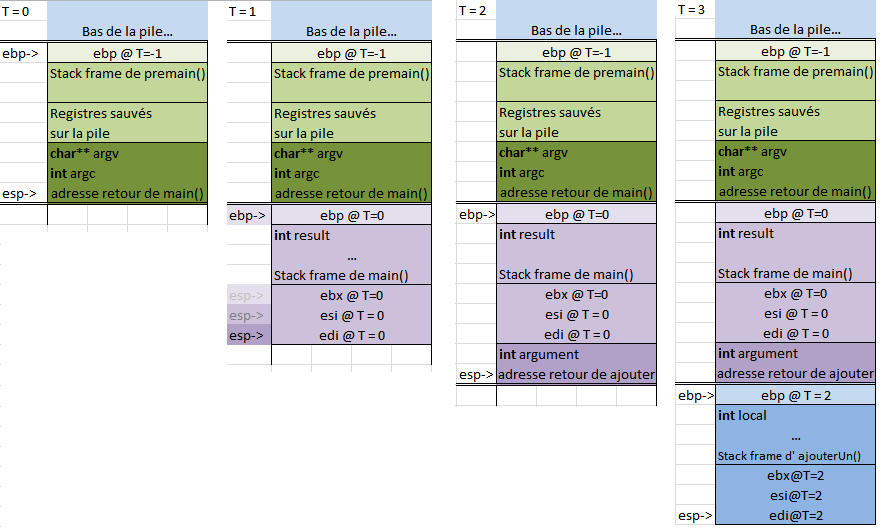 T = 0
Bas de la pile...
ebp-> ebp @ T=-1
Stack frame de premain()
Registres sauvés
sur la pile
char** argv
int argc
esp-> adresse retour de main()
T = 1
Bas de la pile...
ebp @ T=-1
Stack frame de premain()
Registres sauvés
sur la pile
char** argv
int argc
adresse retour de main()
ebp-> ebp @ T=0
int result
...
Stack frame de main()
esp-> ebx @ T=0
esp-> esi @ T = 0
esp-> edi @ T = 0
T = 2
Bas de la pile...
ebp @ T=-1
Stack frame de premain()
Registres sauvés
sur la pile
char** argv
int argc
adresse retour de main()
ebp-> ebp @ T=0
int result
Stack frame de main()
ebx @ T=0
esi @ T = 0
edi @ T = 0
int argument
esp-> adresse retour de ajouter
T = 3
Bas de la pile...
ebp @ T=-1
Stack frame de premain()
Registres sauvés
sur la pile
char** argv
int argc
adresse retour de main()
ebp @ T=0
int result
Stack frame de main()
ebx @ T=0
esi @ T = 0
edi @ T = 0
int argument
adresse retour de ajouter
ebp-> ebp @ T = 2
int local
...
Stack frame d' ajouterUn()
ebx@T=2
esi@T=2
esp-> edi@T=2